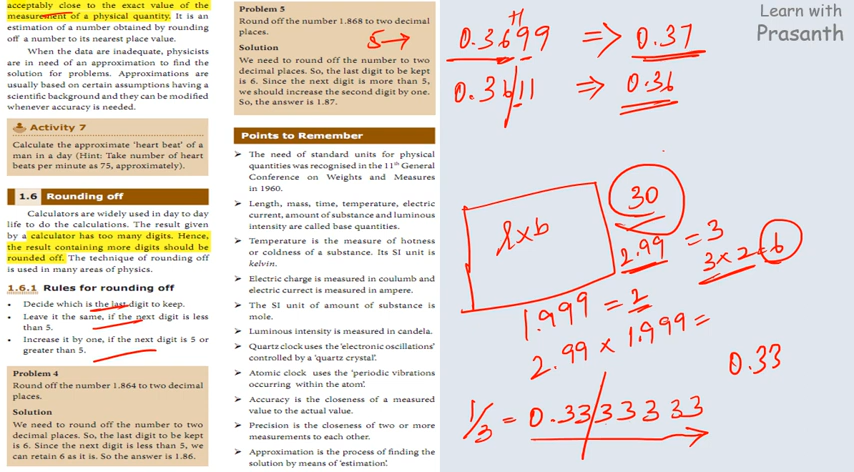 acceptably close to the exact value of the
measurement of a physical quantity. It is an
estimation of a number obtained by rounding
off a number to its nearest place value.
When the data are inadequate, physicists
are in need of an approximation to find the
solution for problems. Approximations are
usually based on certain assumptions having a
scientific background and they can be modified
whenever accuracy is needed.
Activity 7
Calculate the approximate 'heart beat' of a
man in a day (Hint: Take number of heart
beats per minute as 75, approximately).
1.6 Rounding off
Calculators are widely used in day to day
life to do the calculations. The result given
by a calculator has too many digits. Hence,
the result containing more digits should be
rounded off. The technique of rounding off
is used in many areas of physics.
1.6.1 Rules for rounding off
• Decide which is the last digit to keep.
• Leave it the same, if the next digit is less
than 5.
• Increase it by one, if the next digit is 5 or
greater than 5.
Problem 4
Round off the number 1.864 to two decimal
places.
Solution
We need to round off the number to two
decimal places. So, the last digit to be kept is
6. Since the next digit is less than 5, we
can retain 6 as it is. So the answer is 1.86.
Problem 5
Round off the number 1.868 to two decimal
places.
Solution
We need to round off the number to two
decimal places. So, the last digit to be kept
is 6. Since the next digit is more than 5,
we should increase the second digit by one.
So, the answer is 1.87.
Points to Remember
➤ The need of standard units for physical
quantities was recognised in the 11th General
Conference on Weights and Measures
in 1960.
➤ Length, mass, time, temperature, electric
current, amount of substance and luminous
intensity are called base quantities.
➤ Temperature is the measure of hotness
or coldness of a substance. Its SI unit is
kelvin.
➤ Electric charge is measured in coulumb and
electric currect is measured in ampere.
➤ The SI unit of amount of substance is
mole.
➤ Luminous intensity is measured in candela.
➤ Quartz clock uses the 'electronic oscillations'
controlled by a 'quartz crystal'.
➤ Atomic clock uses the 'periodic vibrations
occurring within the atom'.
➤ Accuracy is the closeness of a measured
value to the actual value.
➤ Precision is the closeness of two or more
measurements to each other.
➤ Approximation is the process of finding the
solution by means of 'estimation'.
Learn with
Prasanth
5 →
+1
0.3699 => 0.37
0.3611 => 0.36
l x b
30
2.99 = 3
3 x 2 = 6
1.999 = 2
2.99 x 1.999 =
0.33
1/3 = 0.33333333